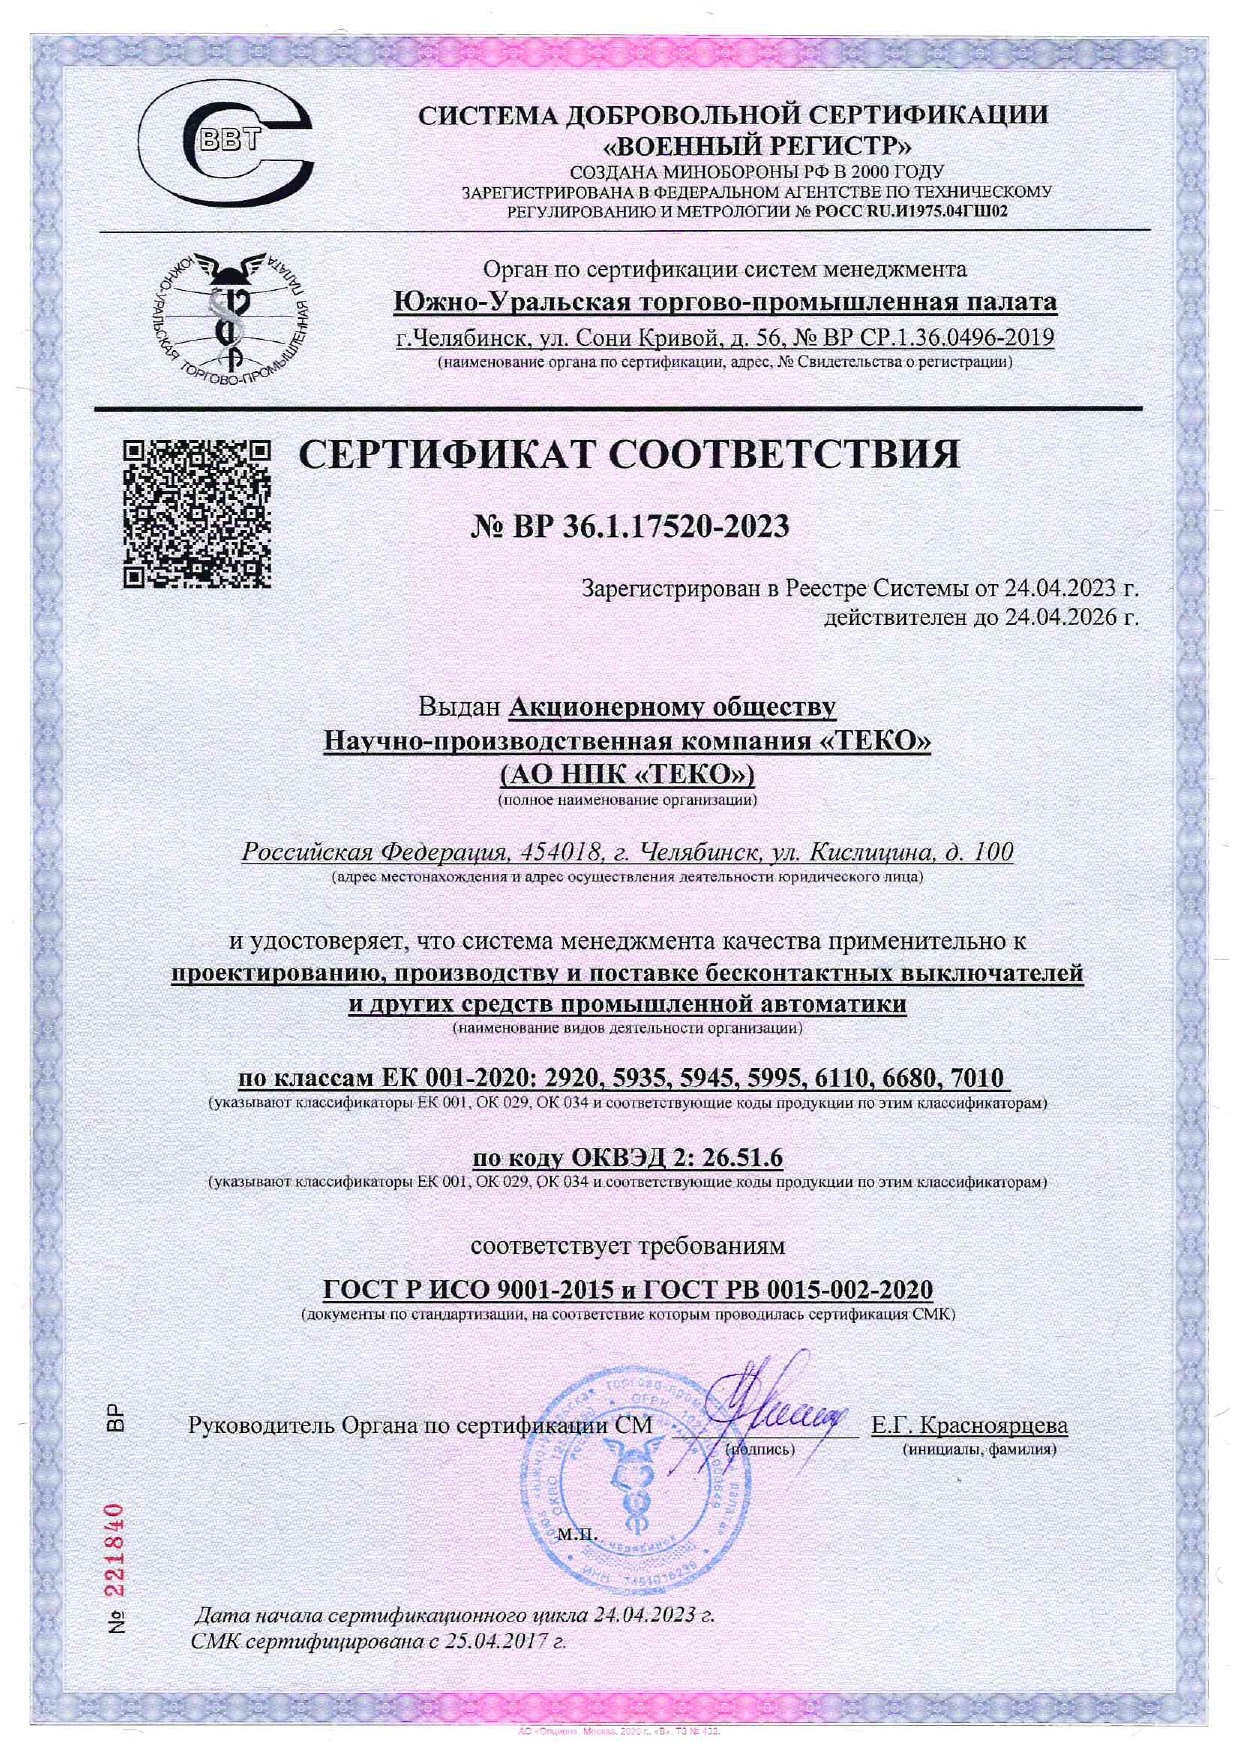 ВВТ
СИСТЕМА ДОБРОВОЛЬНОЙ СЕРТИФИКАЦИИ
«ВОЕННЫЙ РЕГИСТР»
СОЗДАНА МИНОБОРОНЫ РФ В 2000 ГОДУ
ЗАРЕГИСТРИРОВАНА В ФЕДЕРАЛЬНОМ АГЕНТСТВЕ ПО ТЕХНИЧЕСКОМУ
РЕГУЛИРОВАНИЮ И МЕТРОЛОГИИ № РОСС RU.И1975.04ГШ02
ЮЖНО-УРАЛЬСКАЯ ТОРГОВО-ПРОМЫШЛЕННАЯ ПАЛАТА
Орган по сертификации систем менеджмента
Южно-Уральская торгово-промышленная палата
г.Челябинск, ул. Сони Кривой, д. 56, № ВР СР.1.36.0496-2019
(наименование органа по сертификации, адрес, № Свидетельства о регистрации)
СЕРТИФИКАТ СООТВЕТСТВИЯ
№ ВР 36.1.17520-2023
Зарегистрирован в Реестре Системы от 24.04.2023 г.
действителен до 24.04.2026 г.
Выдан Акционерному обществу
Научно-производственная компания «ТЕКО»
(АО НПК «ТЕКО»)
(полное наименование организации)
Российская Федерация, 454018, г. Челябинск, ул. Кислицина, д. 100
(адрес местонахождения и адрес осуществления деятельности юридического лица)
и удостоверяет, что система менеджмента качества применительно к
проектированию, производству и поставке бесконтактных выключателей
и других средств промышленной автоматики
(наименование видов деятельности организации)
по классам ЕК 001-2020: 2920, 5935, 5945, 5995, 6110, 6680, 7010
(указывают классификаторы ЕК 001, ОК 029, ОК 034 и соответствующие коды продукции по этим классификаторам)
по коду ОКВЭД 2: 26.51.6
(указывают классификаторы ЕК 001, ОК 029, ОК 034 и соответствующие коды продукции по этим классификаторам)
соответствует требованиям
ГОСТ Р ИСО 9001-2015 и ГОСТ РВ 0015-002-2020
(документы по стандартизации, на соответствие которым проводилась сертификация СМК)
Руководитель Органа по сертификации СМ
Е.Г. Красноярцева
(подпись)
(инициалы, фамилия)
м.п.
Дата начала сертификационного цикла 24.04.2023 г.
СМК сертифицирована с 25.04.2017 г.
№ 221840 ВР
АО «Опцион», Москва, 2020 г., «В». ТЗ № 432.